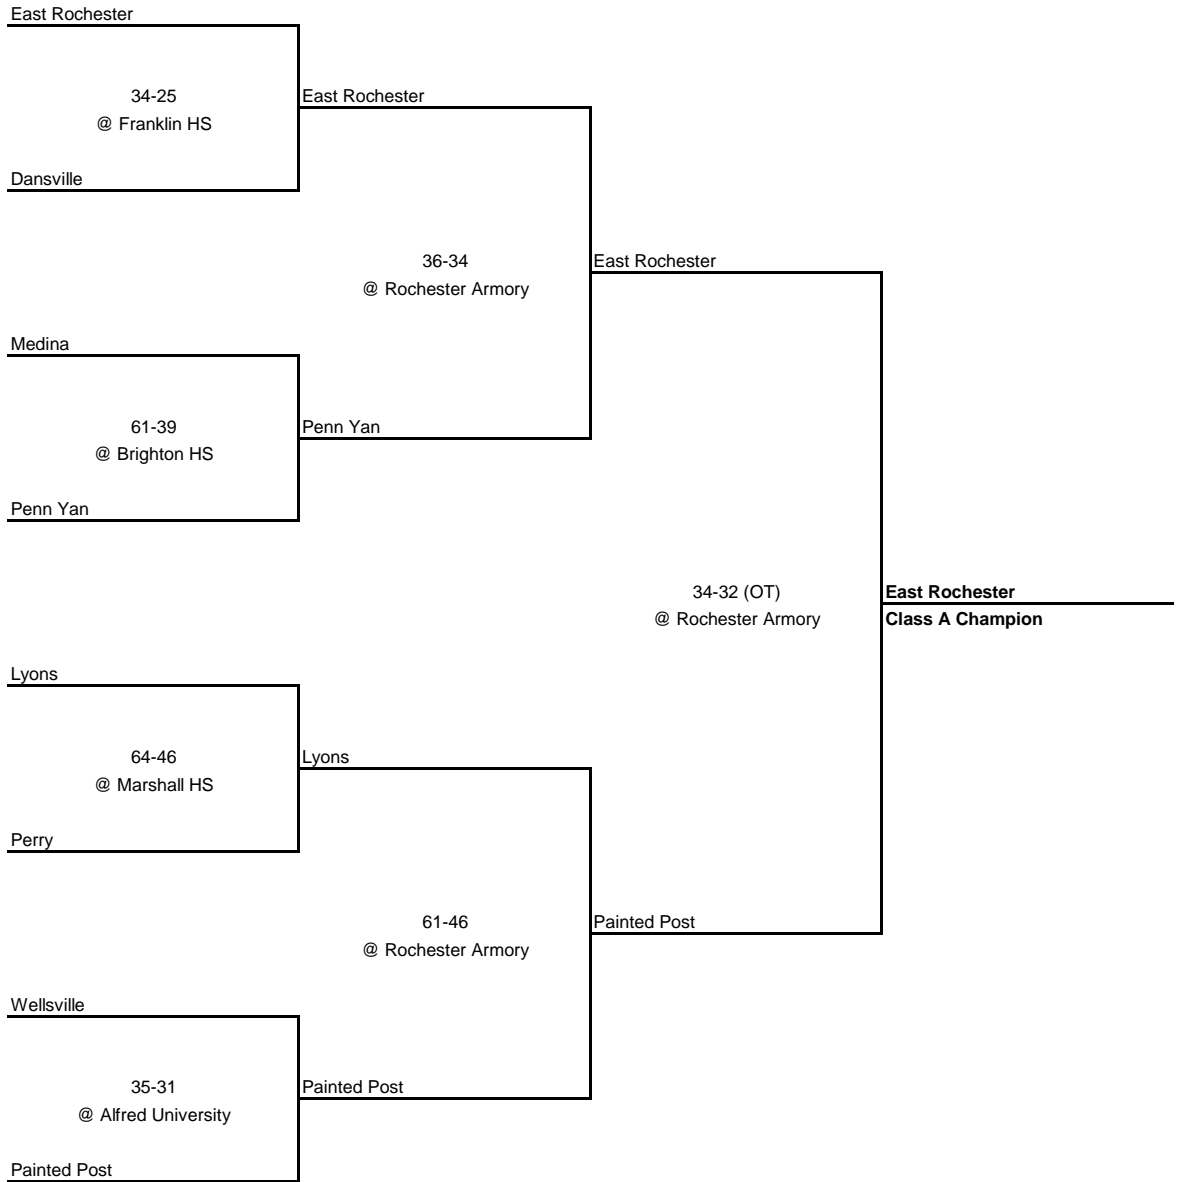 East Rochester
34-25
@ Franklin HS
East Rochester
Dansville
36-34
@ Rochester Armory
East Rochester
Medina
61-39
@ Brighton HS
Penn Yan
Penn Yan
34-32 (OT)
@ Rochester Armory
East Rochester
Class A Champion
Lyons
64-46
@ Marshall HS
Lyons
Perry
61-46
@ Rochester Armory
Painted Post
Wellsville
35-31
@ Alfred University
Painted Post
Painted Post